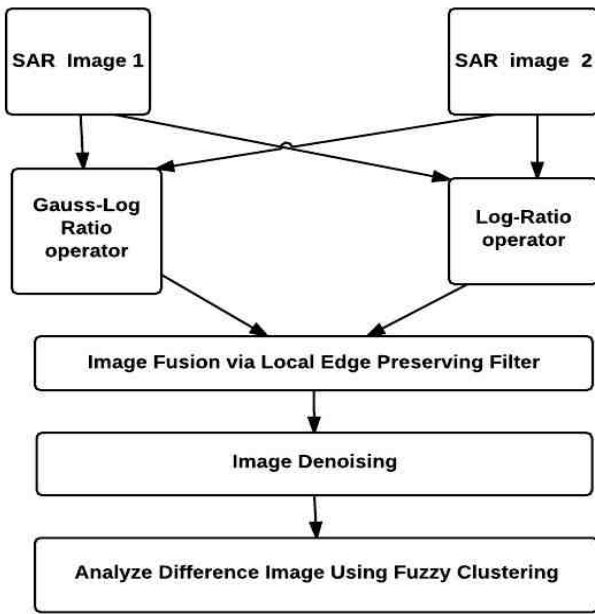 SAR Image 1
SAR image 2
Gauss-Log
Ratio
operator
Log-Ratio
operator
Image Fusion via Local Edge Preserving Filter
Image Denoising
Analyze Difference Image Using Fuzzy Clustering